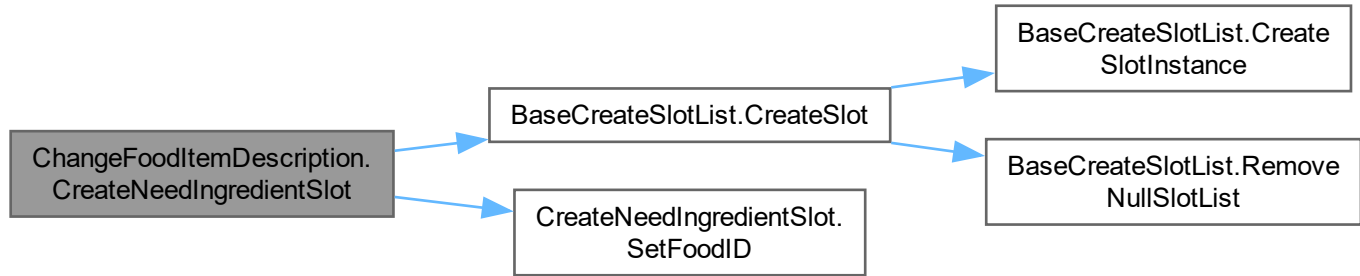 ChangeFoodItemDescription.
CreateNeedIngredientSlot
BaseCreateSlotList.CreateSlot
CreateNeedIngredientSlot.
SetFoodID
BaseCreateSlotList.Create
SlotInstance
BaseCreateSlotList.Remove
NullSlotList